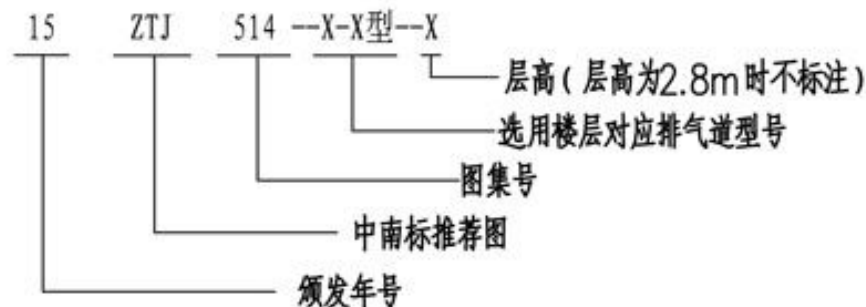 15 ZTJ 514--X-X型--X
层高(层高为2.8m时不标注)
选用楼层对应排气道型号
图集号
中南标推荐图
颁发年号